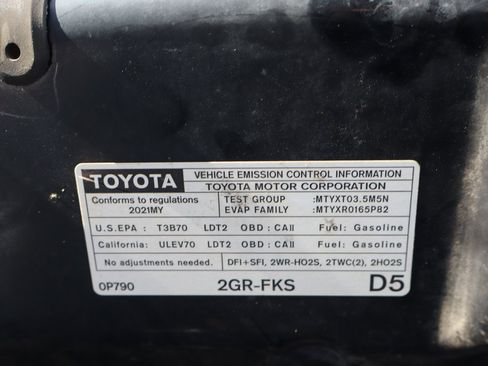 TOYOTA VEHICLE EMISSION CONTROL INFORMATION
TOYOTA MOTOR CORPORATION
Conforms to regulations TEST GROUP :MTYXT03.5M5N
2021MY EVAP FAMILY :MTYXR0165P82
U.S.EPA : T3B70 LDT2 OBD : CAII Fuel: Gasoline
California: ULEV70 LDT2 OBD : CAII Fuel: Gasoline
No adjustments needed. DFI+SFI, 2WR-HO2S, 2TWC(2), 2HO2S
0P790 2GR-FKS D5